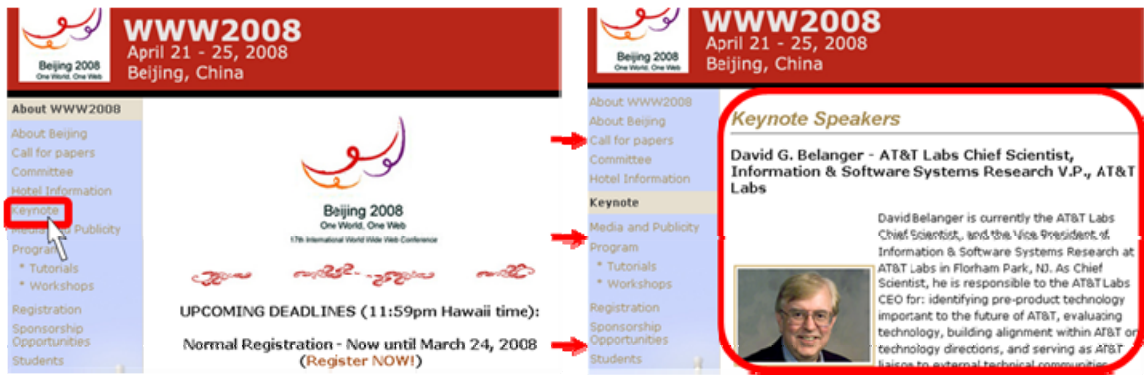 WWW2008
April 21 - 25, 2008
Beijing, China
Beijing 2008
One World, One Web
About WWW2008
About Beijing
Call for papers
Committee
Hotel Information
Keynote
Media and Publicity
Program
* Tutorials
* Workshops
Registration
Sponsorship
Opportunities
Students
Beijing 2008
One World, One Web
17th International World Wide Web Conference
UPCOMING DEADLINES (11:59pm Hawaii time):
Normal Registration - Now until March 24, 2008
(Register NOW!)
WWW2008
April 21 - 25, 2008
Beijing, China
Beijing 2008
One World, One Web
About WWW2008
About Beijing
Call for papers
Committee
Hotel Information
Keynote
Media and Publicity
Program
* Tutorials
* Workshops
Registration
Sponsorship
Opportunities
Students
Keynote Speakers
David G. Belanger - AT&T Labs Chief Scientist,
Information & Software Systems Research V.P., AT&T
Labs
David Belanger is currently the AT&T Labs
Chief Scientist, and the Vice President of
Information & Software Systems Research at
AT&T Labs in Florham Park, NJ. As Chief
Scientist, he is responsible to the AT&T Labs
CEO for: identifying pre-product technology
important to the future of AT&T, evaluating
technology, building alignment within AT&T on
technology directions, and serving as AT&T
liaison to external technical communities